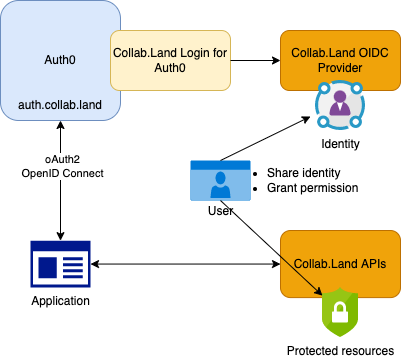 Auth0
auth.collab.land
Collab.Land Login for
Auth0
Collab.Land OIDC
Provider
Identity
oAuth2
OpenID Connect
• Share identity
• Grant permission
User
Application
Collab.Land APIs
Protected resources